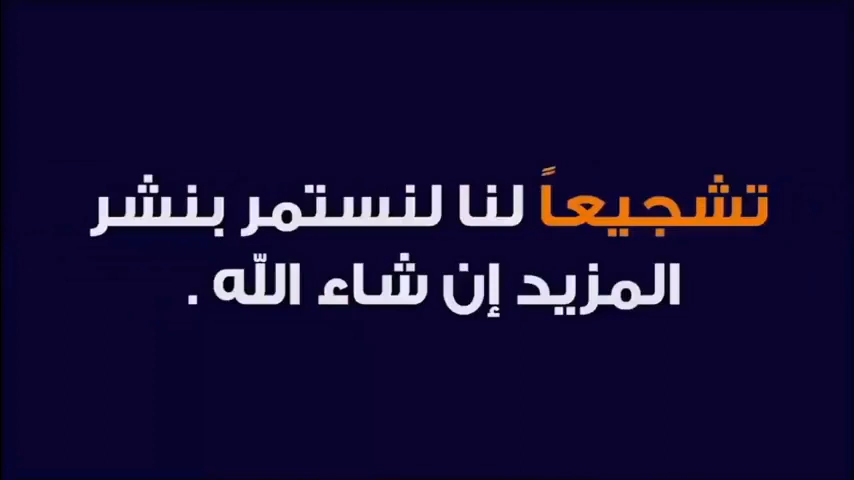 تشجيعاً لنا لنستمر بنشر
المزيد إن شاء الله .